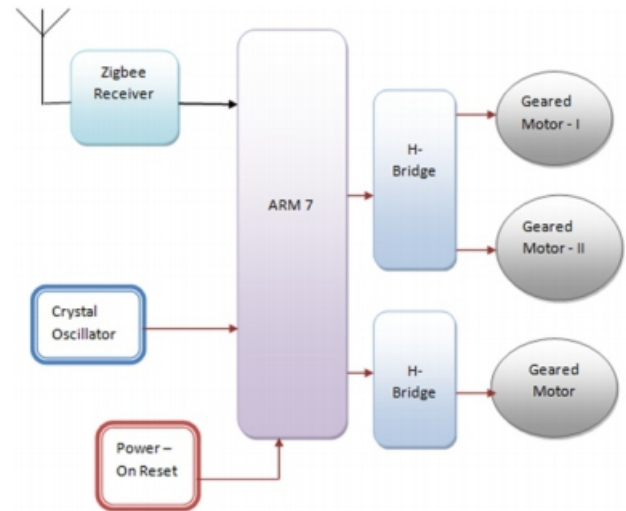 Zigbee
Receiver
ARM 7
H-
Bridge
Geared
Motor - I
Geared
Motor - II
Crystal
Oscillator
H-
Bridge
Geared
Motor
Power –
On Reset